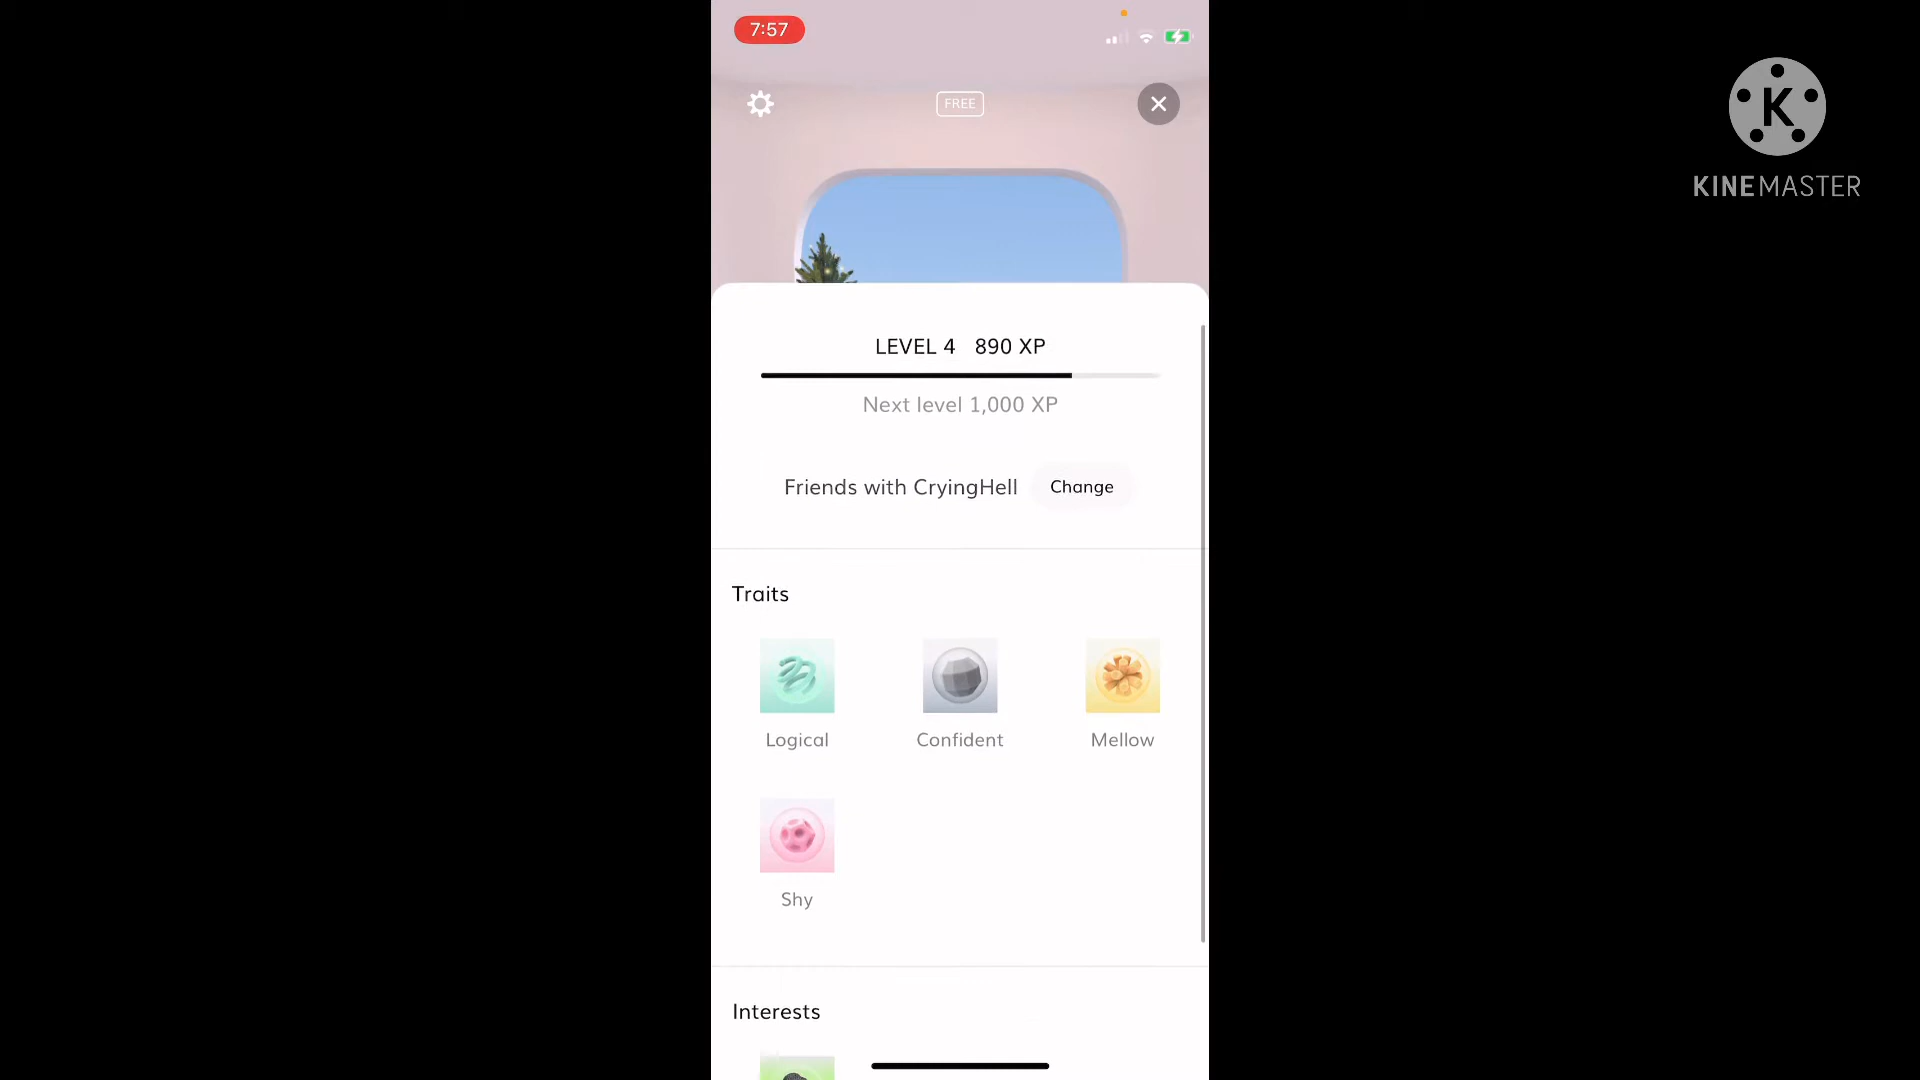 7:57
FREE
K
KINEMASTER
LEVEL 4 890 XP
Next level 1,000 XP
Friends with CryingHell Change
Traits
Logical Confident Mellow
Shy
Interests